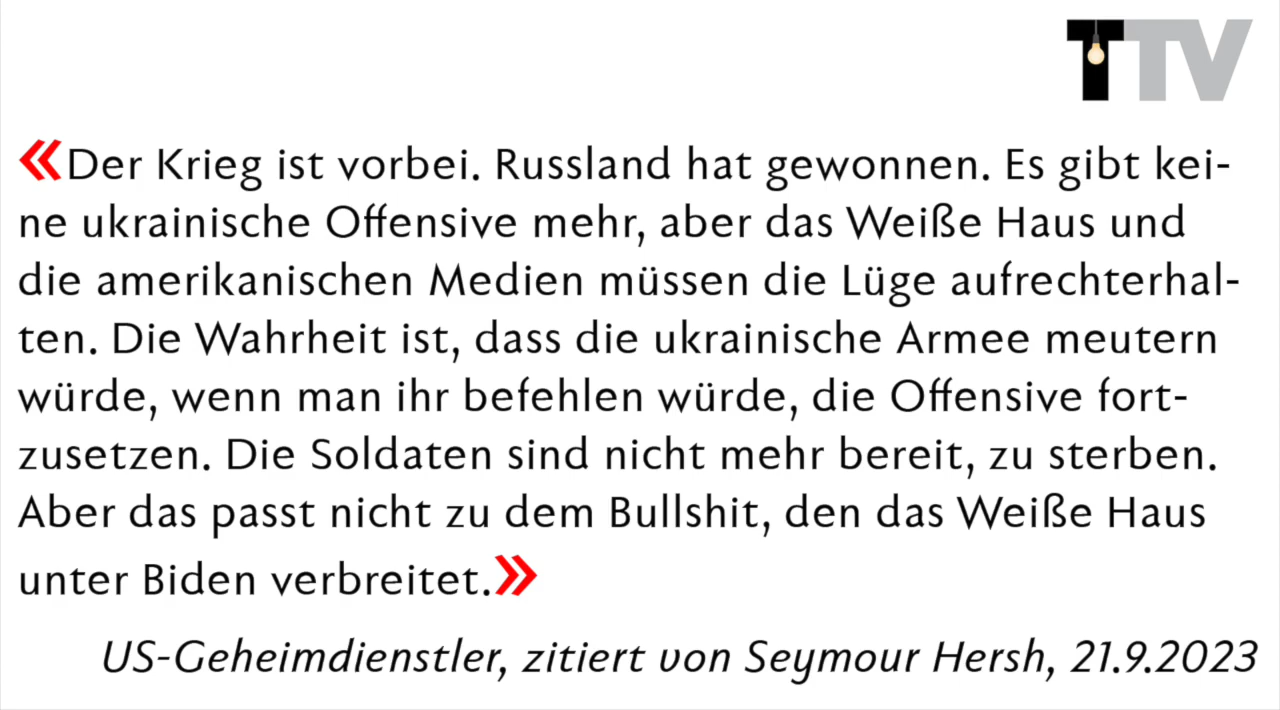 TTV
«Der Krieg ist vorbei. Russland hat gewonnen. Es gibt kei-
ne ukrainische Offensive mehr, aber das Weiße Haus und
die amerikanischen Medien müssen die Lüge aufrechterhal-
ten. Die Wahrheit ist, dass die ukrainische Armee meutern
würde, wenn man ihr befehlen würde, die Offensive fort-
zusetzen. Die Soldaten sind nicht mehr bereit, zu sterben.
Aber das passt nicht zu dem Bullshit, den das Weiße Haus
unter Biden verbreitet.»
US-Geheimdienstler, zitiert von Seymour Hersh, 21.9.2023